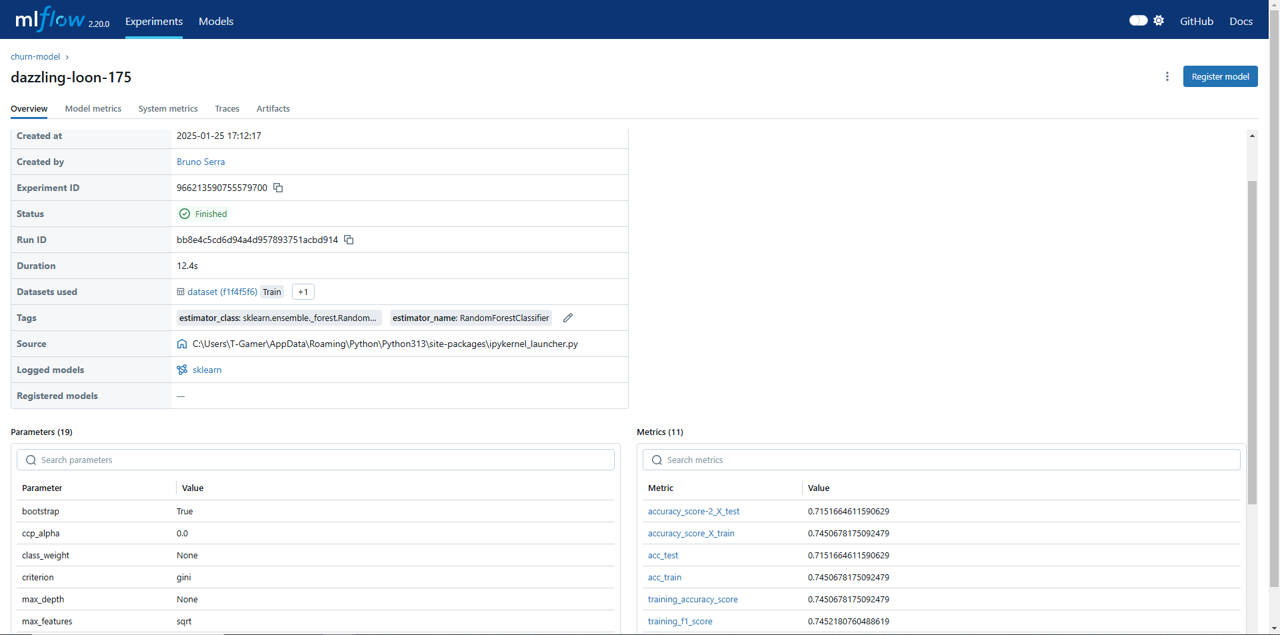 mlflow 2.20.0 Experiments Models GitHub Docs
churn-model ›
dazzling-loon-175
Register model
Overview Model metrics System metrics Traces Artifacts
Created at 2025-01-25 17:12:17
Created by Bruno Serra
Experiment ID 966213590755579700
Status Finished
Run ID bb8e4c5cd6d94a4d957893751acbd914
Duration 12.4s
Datasets used dataset (f1f4f5f6) Train +1
Tags estimator_class: sklearn.ensemble._forest.Random... estimator_name: RandomForestClassifier
Source C:\Users\T-Gamer\AppData\Roaming\Python\Python313\site-packages\ipykernel_launcher.py
Logged models sklearn
Registered models —
Parameters (19)
Search parameters
Parameter Value
bootstrap True
ccp_alpha 0.0
class_weight None
criterion gini
max_depth None
max_features sqrt
Metrics (11)
Search metrics
Metric Value
accuracy_score-2_X_test 0.7151664611590629
accuracy_score_X_train 0.7450678175092479
acc_test 0.7151664611590629
acc_train 0.7450678175092479
training_accuracy_score 0.7450678175092479
training_f1_score 0.7452180760488619